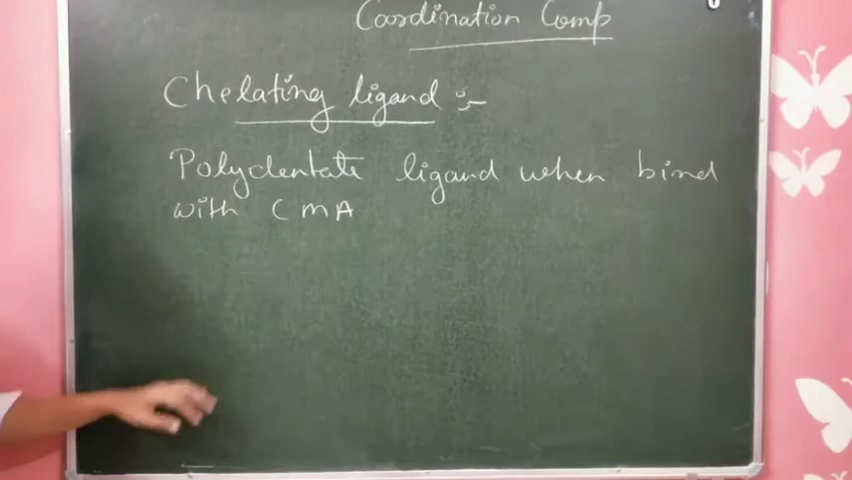 Coordination Comp
Chelating ligand :-
Polydentate ligand when bind
with CMA